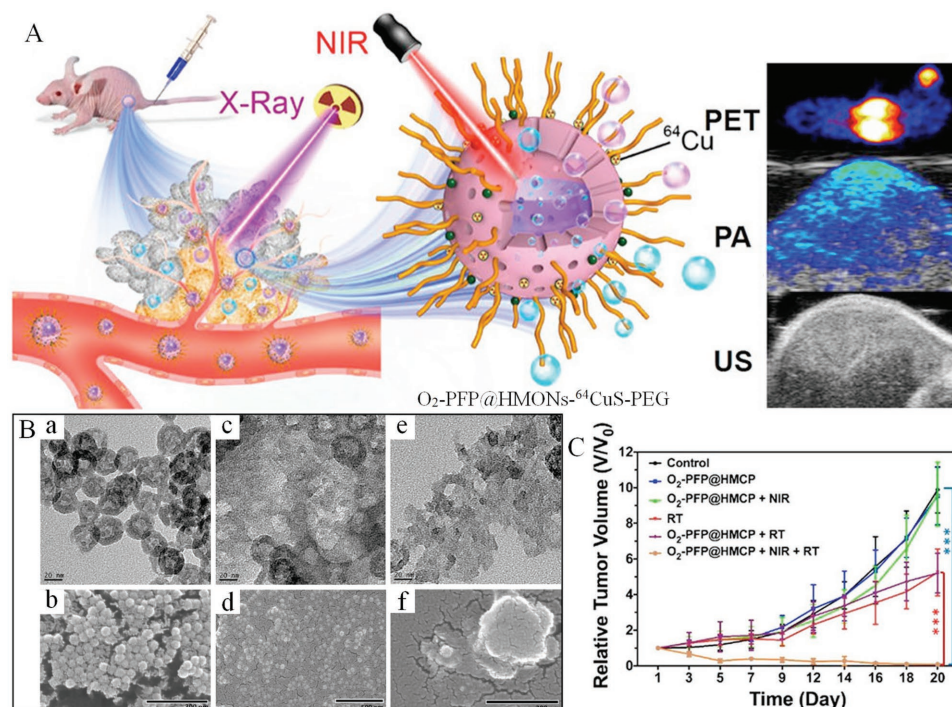 A
NIR
X-Ray
PET
⁶⁴Cu
PA
US
O₂-PFP@HMONs-⁶⁴CuS-PEG
B
a
c
e
20 nm
20 nm
b
d
f
C
Relative Tumor Volume (V/V₀)
12
10
8
6
4
2
0
Control
O₂-PFP@HMCP
O₂-PFP@HMCP + NIR
RT
O₂-PFP@HMCP + RT
O₂-PFP@HMCP + NIR + RT
***
***
1 3 5 7 9 12 14 16 18 20
Time (Day)